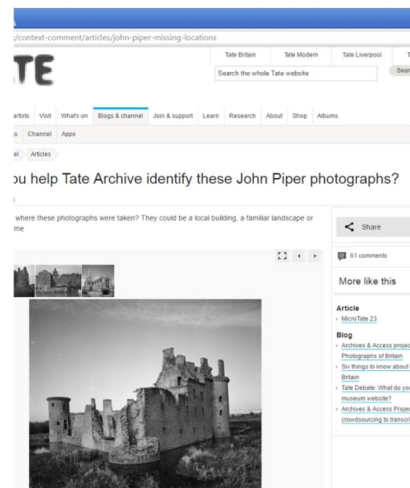 /context-comment/articles/john-piper-missing-locations
Tate Britain Tate Modern Tate Liverpool
TE
Search the whole Tate website
artists Visit What's on Blogs & channel Join & support Learn Research About Shop Albums
Channel Apps
Articles
ou help Tate Archive identify these John Piper photographs?
where these photographs were taken? They could be a local building, a familiar landscape or
me
Share
61 comments
More like this
Article
MicroTate 23
Blog
Archives & Access projec
Photographs of Britain
Six things to know about
Britain
Tate Debate: What do you
museum website?
Archives & Access Projec
crowdsourcing to transcri